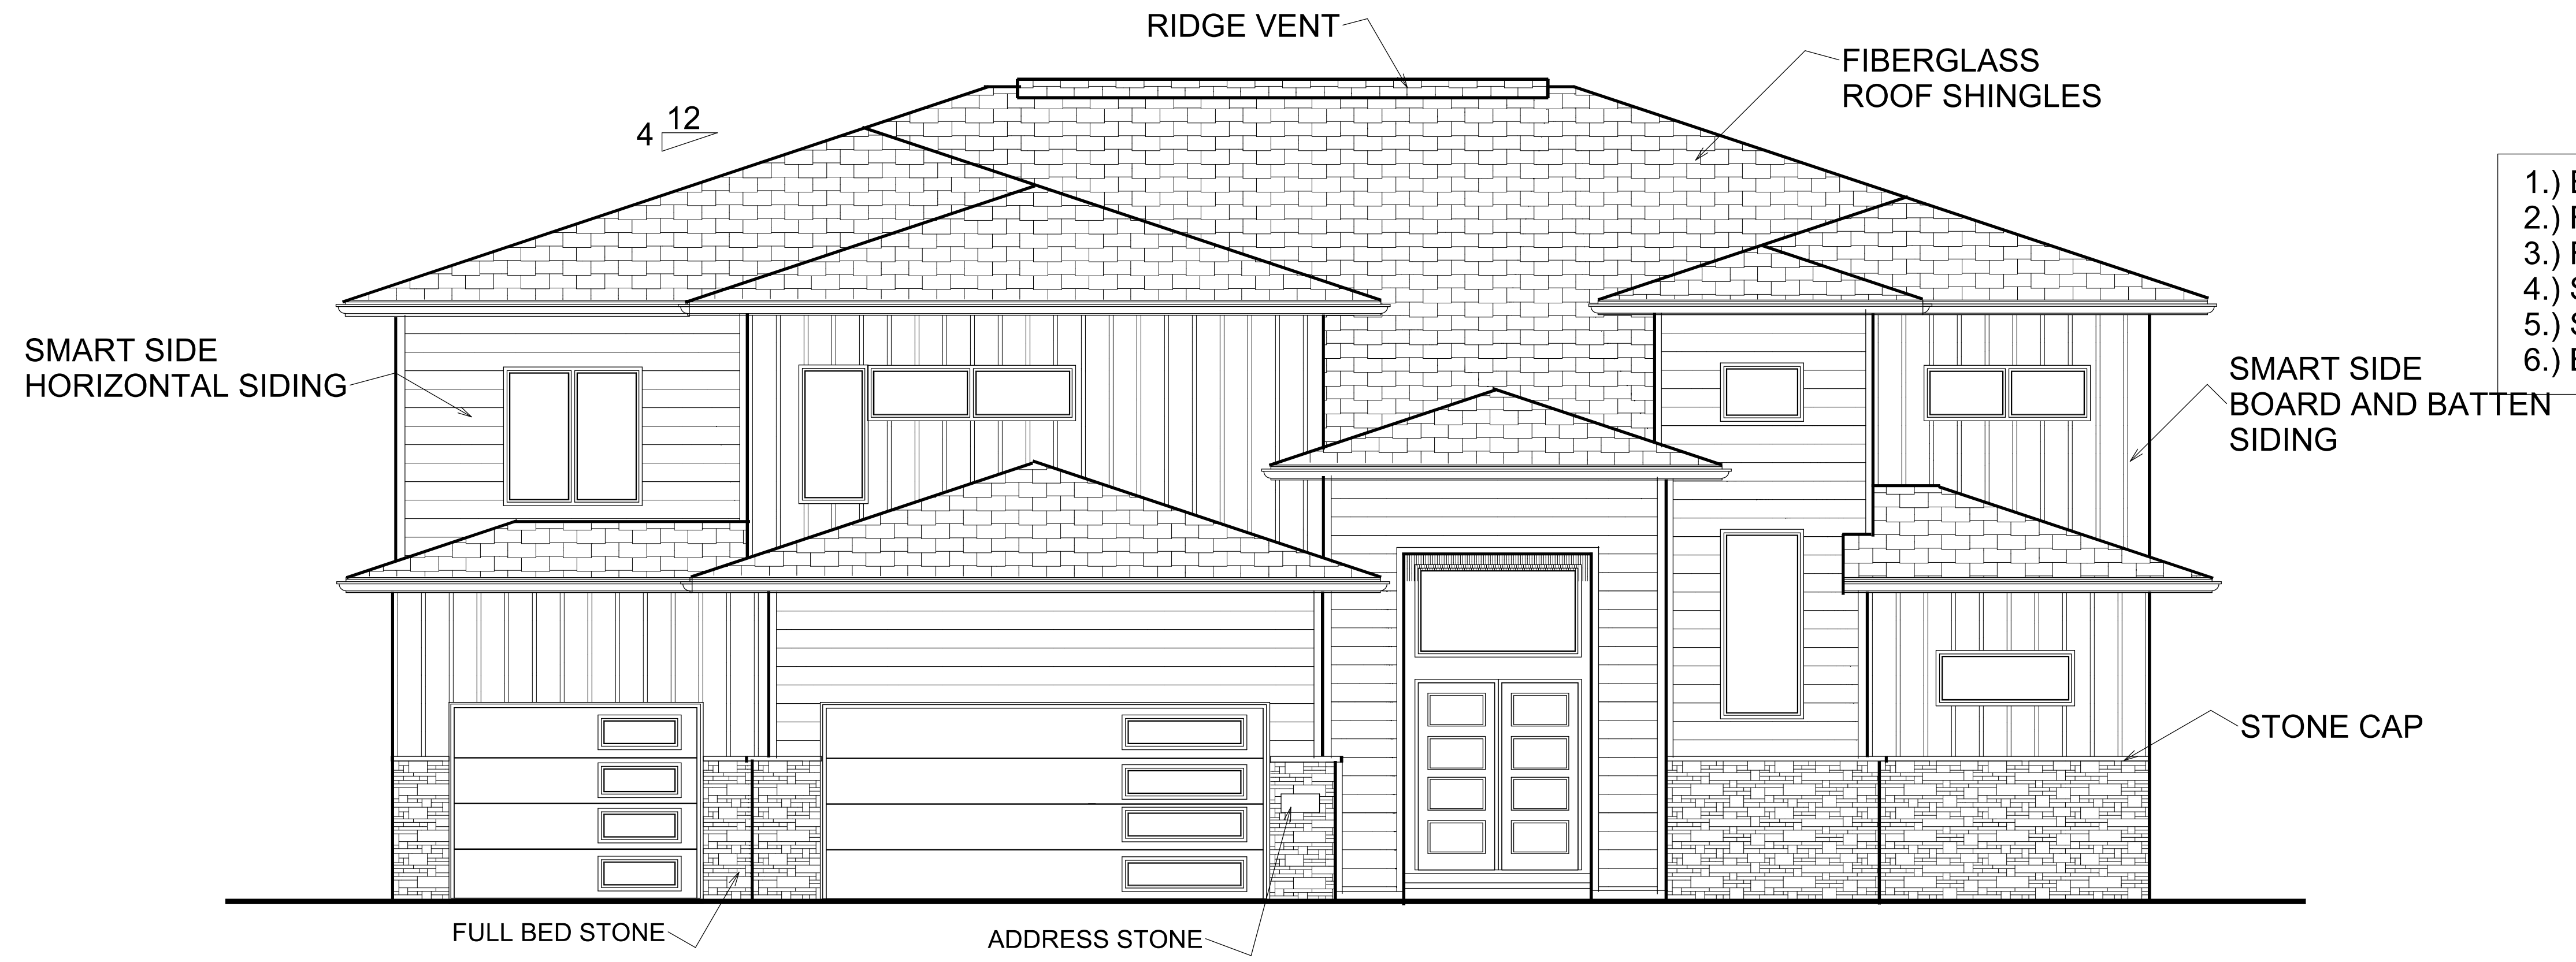 RIDGE VENT
FIBERGLASS
ROOF SHINGLES
12
4
1.)
2.)
3.)
4.)
5.)
6.)
SMART SIDE
HORIZONTAL SIDING
SMART SIDE
BOARD AND BATTEN
SIDING
STONE CAP
FULL BED STONE
ADDRESS STONE